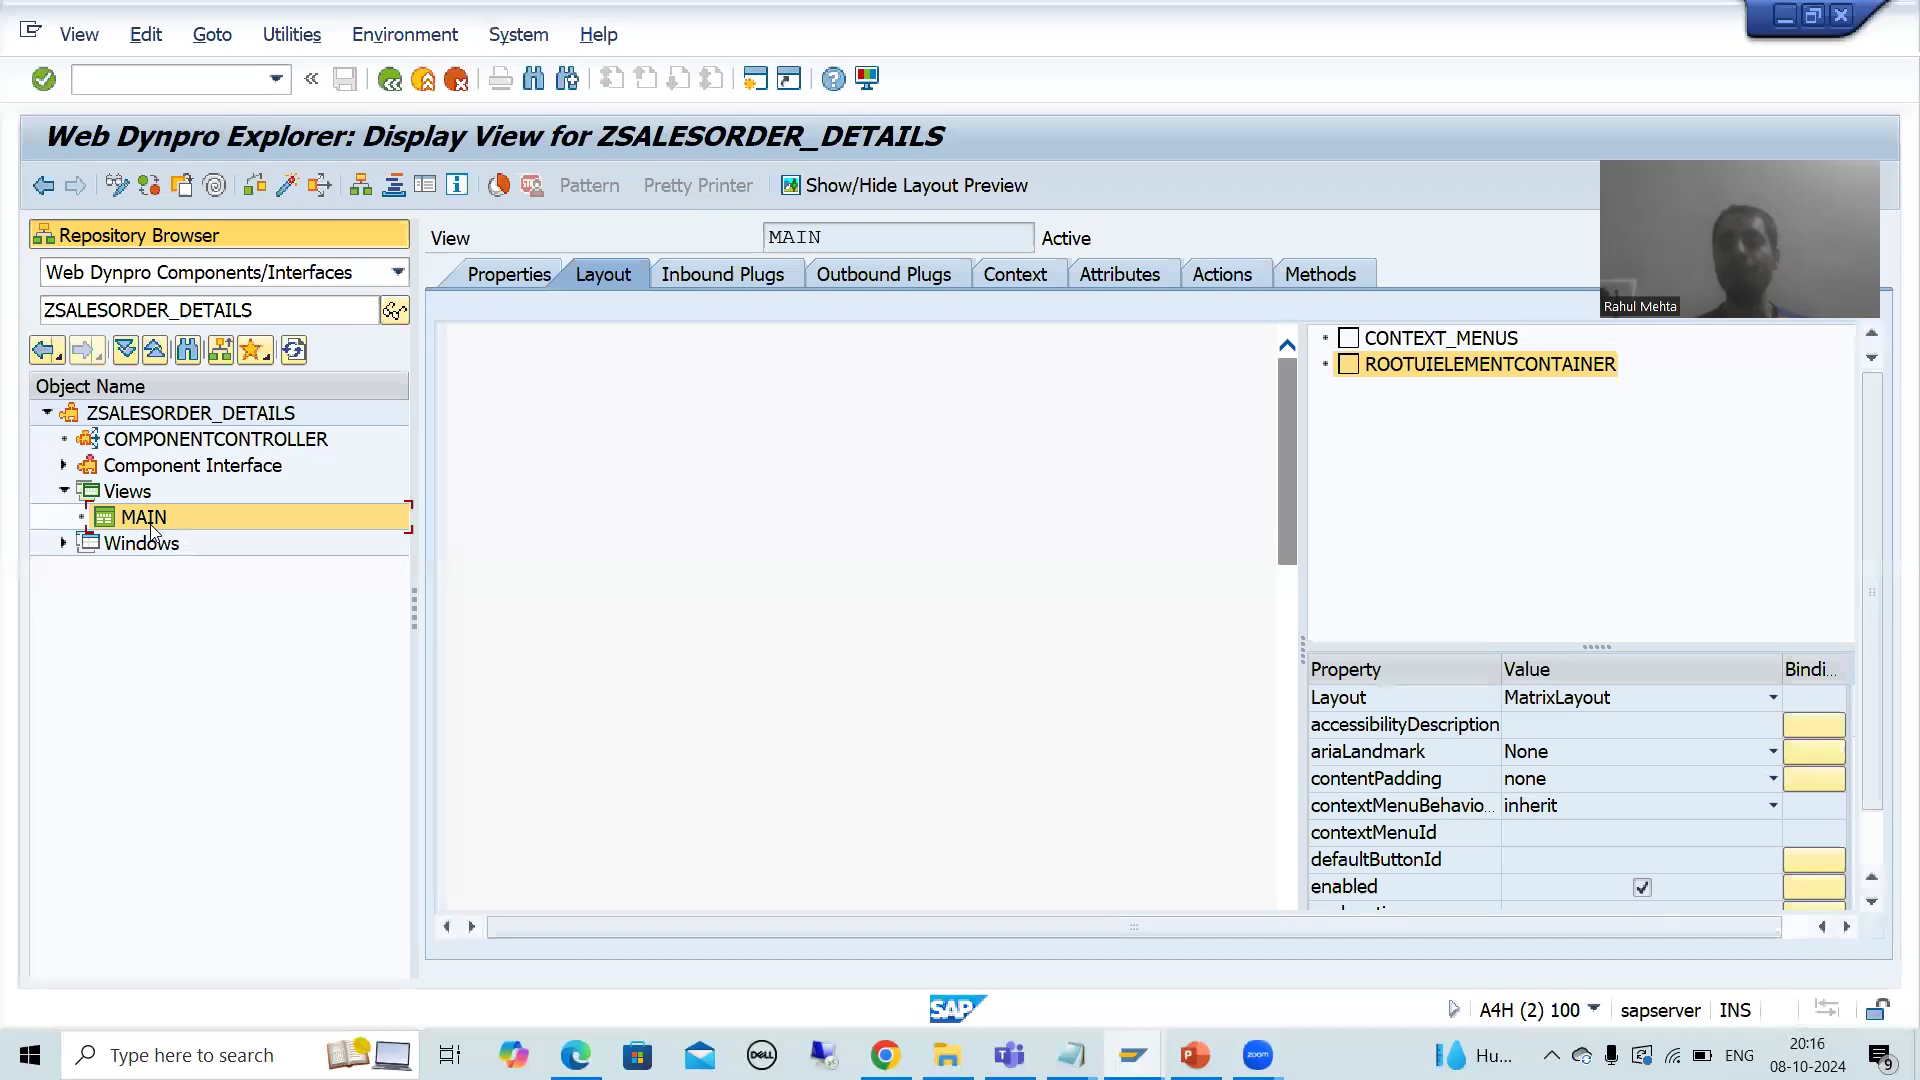 View Edit Goto Utilities Environment System Help
Web Dynpro Explorer: Display View for ZSALESORDER_DETAILS
Pattern Pretty Printer Show/Hide Layout Preview
Repository Browser
Web Dynpro Components/Interfaces
ZSALESORDER_DETAILS
Object Name
ZSALESORDER_DETAILS
COMPONENTCONTROLLER
Component Interface
Views
MAIN
Windows
View MAIN Active
Properties Layout Inbound Plugs Outbound Plugs Context Attributes Actions Methods
Rahul Mehta
CONTEXT_MENUS
ROOTUIELEMENTCONTAINER
Property Value Bindi...
Layout MatrixLayout
accessibilityDescription
ariaLandmark None
contentPadding none
contextMenuBehavio... inherit
contextMenuId
defaultButtonId
enabled
SAP
A4H (2) 100 sapserver INS
Type here to search
DELL
zoom
Hu...
ENG
20:16
08-10-2024
9